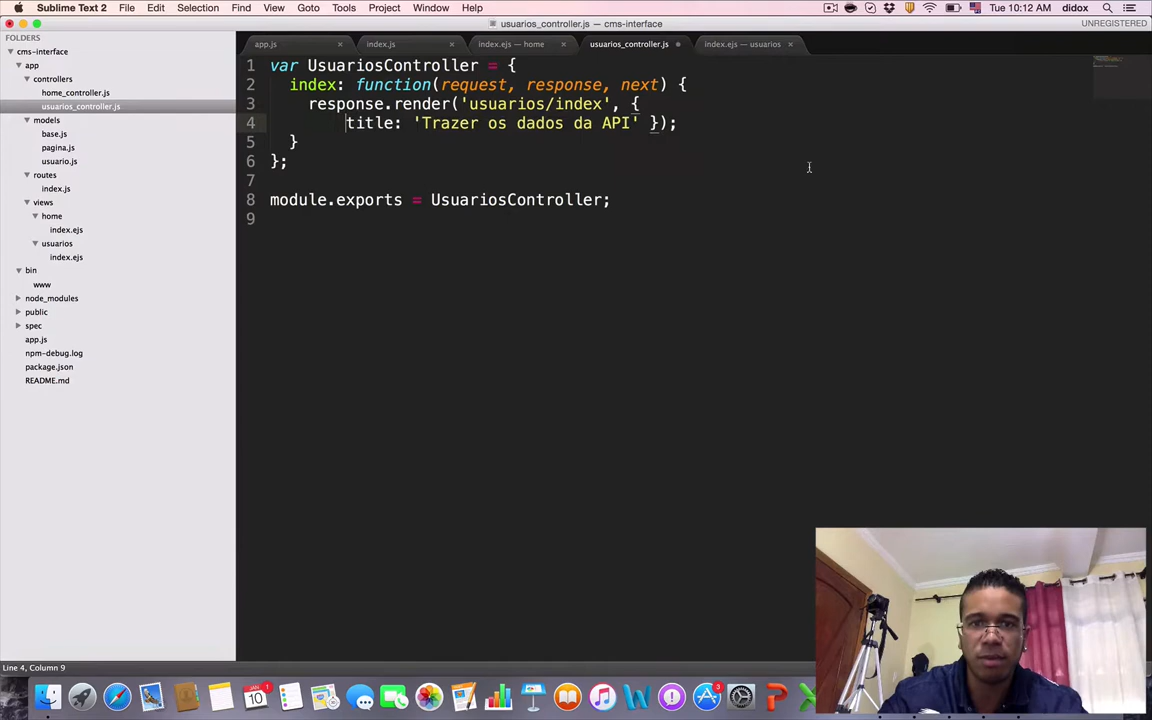 Sublime Text 2 File Edit Selection Find View Goto Tools Project Window Help Tue 10:12 AM didox
usuarios_controller.js — cms-interface UNREGISTERED
FOLDERS
cms-interface
app
controllers
home_controller.js
usuarios_controller.js
models
base.js
pagina.js
usuario.js
routes
index.js
views
home
index.ejs
usuarios
index.ejs
bin
www
node_modules
public
spec
app.js
npm-debug.log
package.json
README.md
app.js index.js index.ejs — home usuarios_controller.js index.ejs — usuarios
1 var UsuariosController = {
2 index: function(request, response, next) {
3 response.render('usuarios/index', {
4 title: 'Trazer os dados da API' });
5 }
6 };
7
8 module.exports = UsuariosController;
9
Line 4, Column 9
JAN
10
1
3